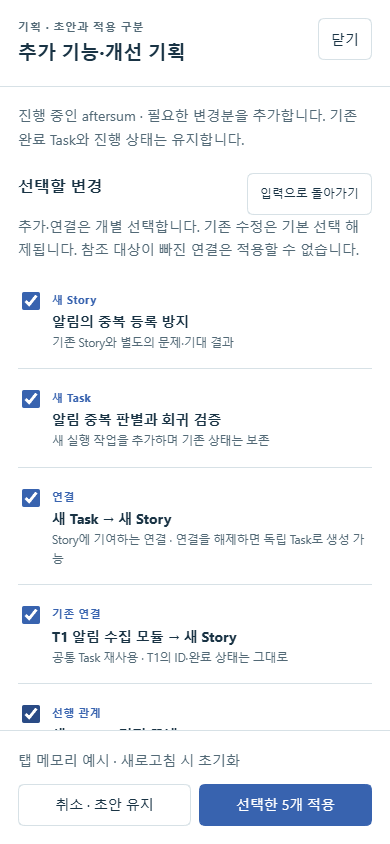 기획 · 초안과 적용 구분
추가 기능·개선 기획
닫기
진행 중인 aftersum · 필요한 변경분을 추가합니다. 기존
완료 Task와 진행 상태는 유지합니다.
선택할 변경
입력으로 돌아가기
추가·연결은 개별 선택합니다. 기존 수정은 기본 선택 해
제됩니다. 참조 대상이 빠진 연결은 적용할 수 없습니다.
새 Story
알림의 중복 등록 방지
기존 Story와 별도의 문제·기대 결과
새 Task
알림 중복 판별과 회귀 검증
새 실행 작업을 추가하며 기존 상태는 보존
연결
새 Task → 새 Story
Story에 기여하는 연결 · 연결을 해제하면 독립 Task로 생성 가
능
기존 연결
T1 알림 수집 모듈 → 새 Story
공통 Task 재사용 · T1의 ID·완료 상태는 그대로
선행 관계
탭 메모리 예시 · 새로고침 시 초기화
취소 · 초안 유지
선택한 5개 적용